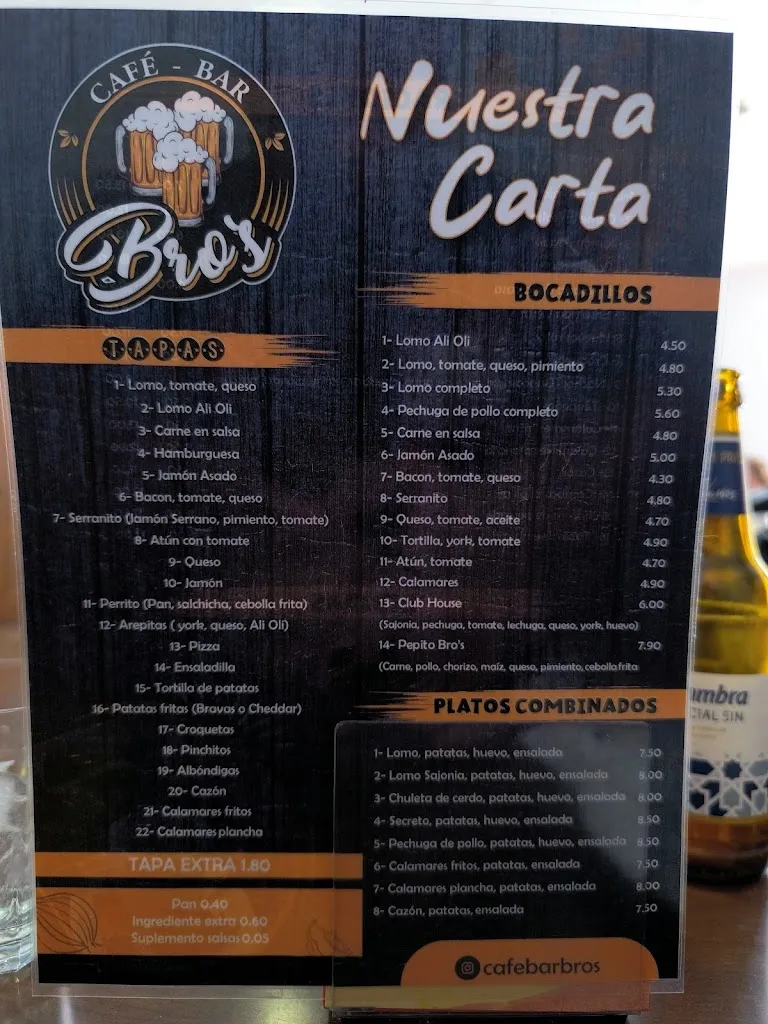 CAFÉ - BAR
Bro's
Nuestra
Carta
TAPAS
1- Lomo, tomate, queso
2- Lomo Ali Oli
3- Carne en salsa
4- Hamburguesa
5- Jamón Asado
6- Bacon, tomate, queso
7- Serranito (Jamón Serrano, pimiento, tomate)
8- Atún con tomate
9- Queso
10- Jamón
11- Perrito (Pan, salchicha, cebolla frita)
12- Arepitas ( york, queso, Ali Oli)
13- Pizza
14- Ensaladilla
15- Tortilla de patatas
16- Patatas fritas (Bravas o Cheddar)
17- Croquetas
18- Pinchitos
19- Albóndigas
20- Cazón
21- Calamares fritos
22- Calamares plancha
TAPA EXTRA 1.80
Pan 0.40
Ingrediente extra 0.60
Suplemento salsas 0.05
BOCADILLOS
1- Lomo Ali Oli 4.50
2- Lomo, tomate, queso, pimiento 4.80
3- Lomo completo 5.30
4- Pechuga de pollo completo 5.60
5- Carne en salsa 4.80
6- Jamón Asado 5.00
7- Bacon, tomate, queso 4.30
8- Serranito 4.80
9- Queso, tomate, aceite 4.70
10- Tortilla, york, tomate 4.90
11- Atún, tomate 4.70
12- Calamares 4.90
13- Club House 6.00
(Sajonia, pechuga, tomate, lechuga, queso, york, huevo)
14- Pepito Bro's 7.90
(Carne, pollo, chorizo, maíz, queso, pimiento, cebolla frita
PLATOS COMBINADOS
1- Lomo, patatas, huevo, ensalada 7.50
2- Lomo Sajonia, patatas, huevo, ensalada 8.00
3- Chuleta de cerdo, patatas, huevo, ensalada 8.00
4- Secreto, patatas, huevo, ensalada 8.50
5- Pechuga de pollo, patatas, huevo, ensalada 8.50
6- Calamares fritos, patatas, ensalada 7.50
7- Calamares plancha, patatas, ensalada 8.00
8- Cazón, patatas, ensalada 7.50
cafebarbros
umbra
CIAL SIN